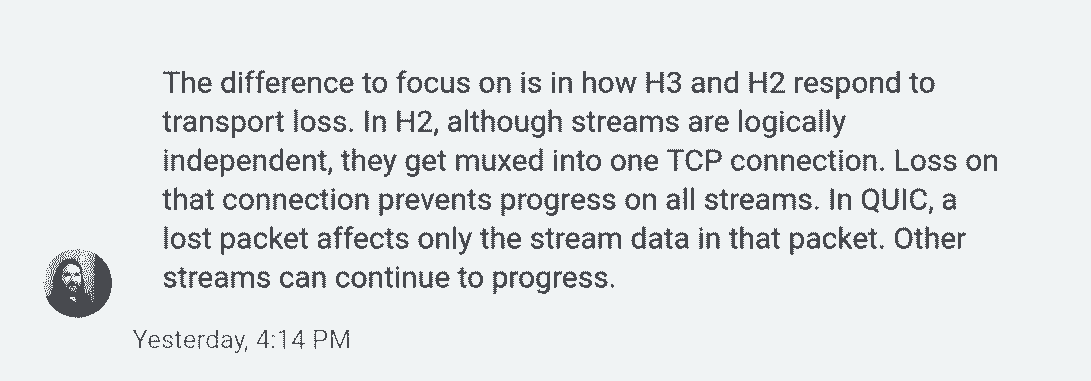 The difference to focus on is in how H3 and H2 respond to
transport loss. In H2, although streams are logically
independent, they get muxed into one TCP connection. Loss on
that connection prevents progress on all streams. In QUIC, a
lost packet affects only the stream data in that packet. Other
streams can continue to progress.
Yesterday, 4:14 PM